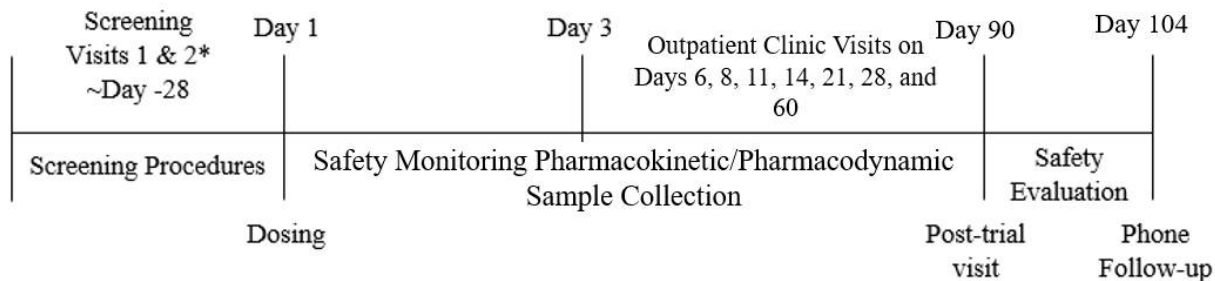 Screening
Visits 1 & 2*
~Day -28
Day 1
Day 3
Outpatient Clinic Visits on
Days 6, 8, 11, 14, 21, 28, and
60
Day 90
Day 104
Screening Procedures
Safety Monitoring Pharmacokinetic/Pharmacodynamic
Sample Collection
Safety
Evaluation
Dosing
Post-trial
visit
Phone
Follow-up